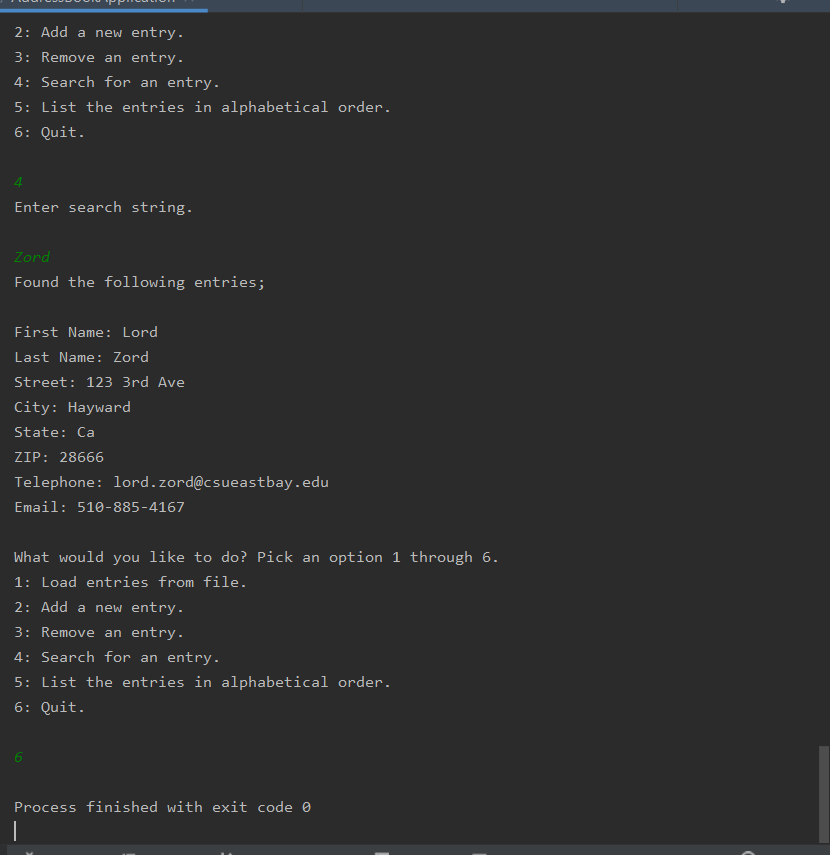 2: Add a new entry.
3: Remove an entry.
4: Search for an entry.
5: List the entries in alphabetical order.
6: Quit.
4
Enter search string.
Zord
Found the following entries;
First Name: Lord
Last Name: Zord
Street: 123 3rd Ave
City: Hayward
State: Ca
ZIP: 28666
Telephone: lord.zord@csueastbay.edu
Email: 510-885-4167
What would you like to do? Pick an option 1 through 6.
1: Load entries from file.
2: Add a new entry.
3: Remove an entry.
4: Search for an entry.
5: List the entries in alphabetical order.
6: Quit.
6
Process finished with exit code 0